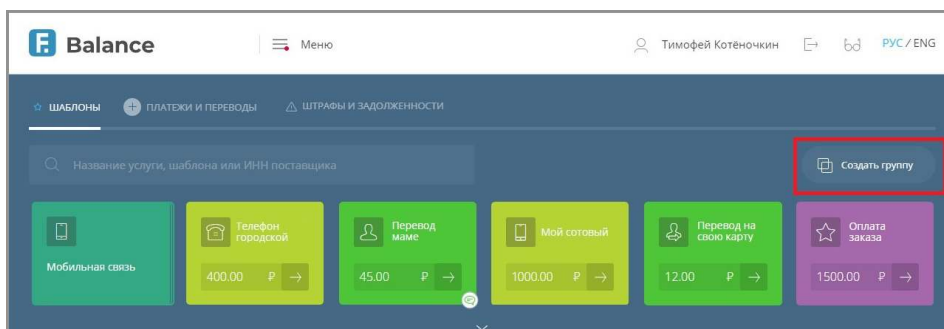 F. Balance
Меню
Тимофей Котёночкин
РУС / ENG
ШАБЛОНЫ
ПЛАТЕЖИ И ПЕРЕВОДЫ
ШТРАФЫ И ЗАДОЛЖЕННОСТИ
Название услуги, шаблона или ИНН поставщика
Создать группу
Мобильная связь
Телефон
городской
400.00 ₽
Перевод
маме
45.00 ₽
Мой сотовый
1000.00 ₽
Перевод на
свою карту
12.00 ₽
Оплата
заказа
1500.00 ₽